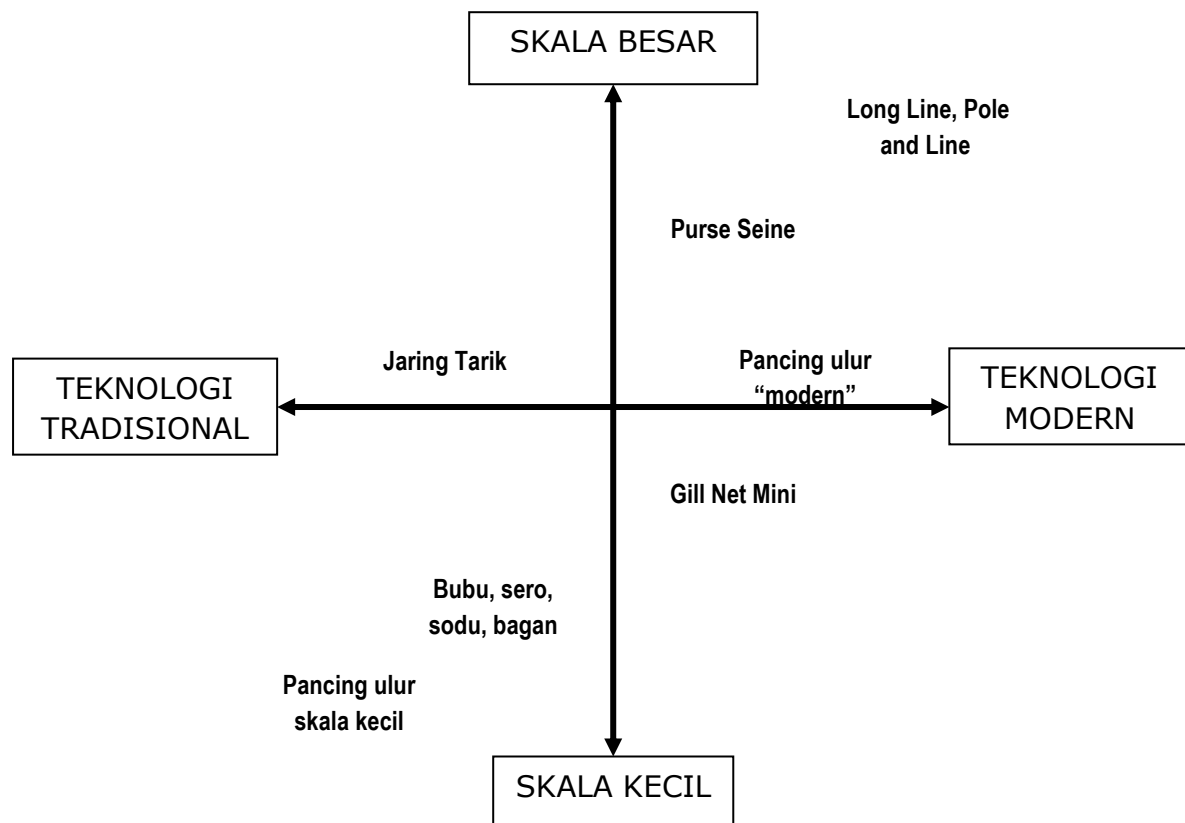 SKALA BESAR
Long Line, Pole
and Line
Purse Seine
Jaring Tarik
Pancing ulur
“modern”
TEKNOLOGI
TRADISIONAL
TEKNOLOGI
MODERN
Gill Net Mini
Bubu, sero,
sodu, bagan
Pancing ulur
skala kecil
SKALA KECIL